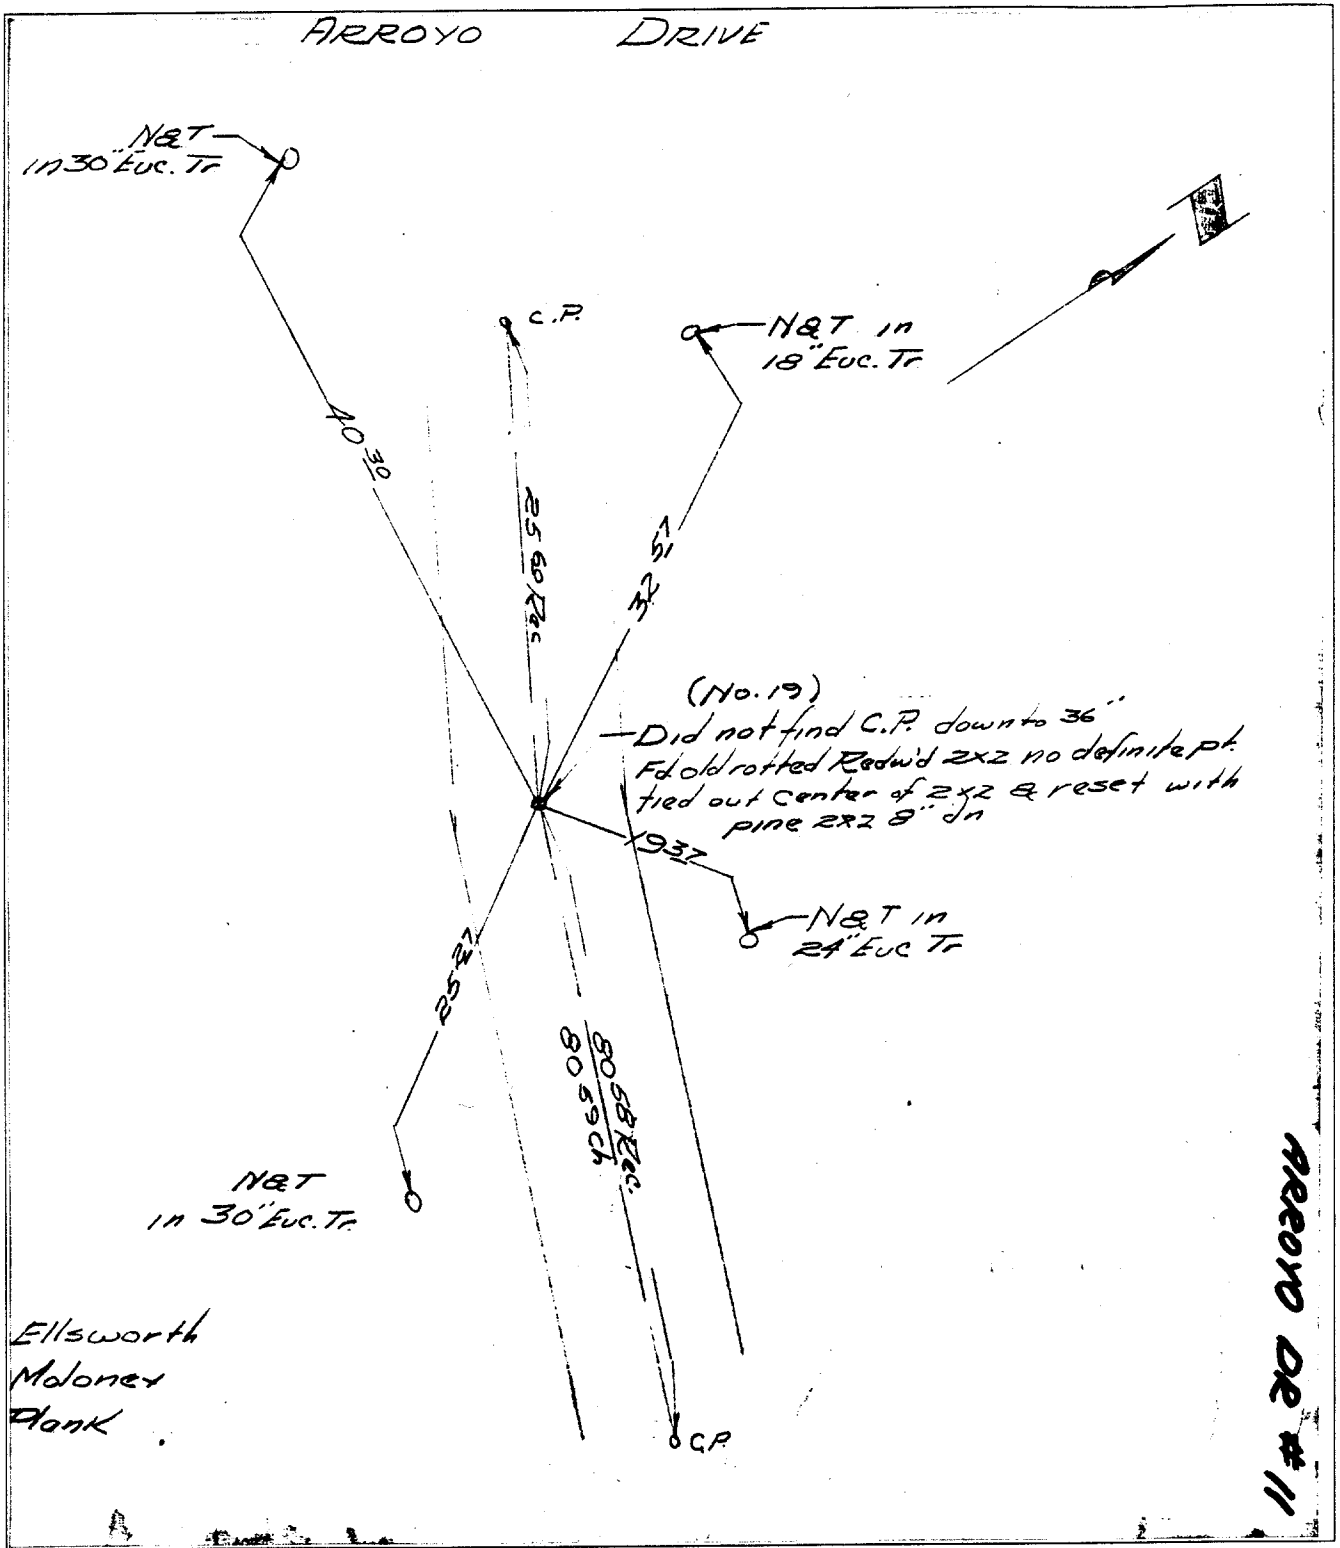 ARROYO DRIVE
N&T
in 30" Euc. Tr
C.P.
N&T in
18" Euc. Tr
40 30
25 60 Rec
32 57
(No. 19)
Did not find C.P. down to 36"
Fd old rotted Redw'd 2x2 no definite pt.
tied out center of 2x2 & reset with
pine 2x2 8" dn
19 37
N&T in
24" Euc Tr
25 27
80 58 Rec.
80 59 Ch
N&T
in 30" Euc. Tr.
Ellsworth
Moloney
Plank
C.P.
ARROYO DR # 11